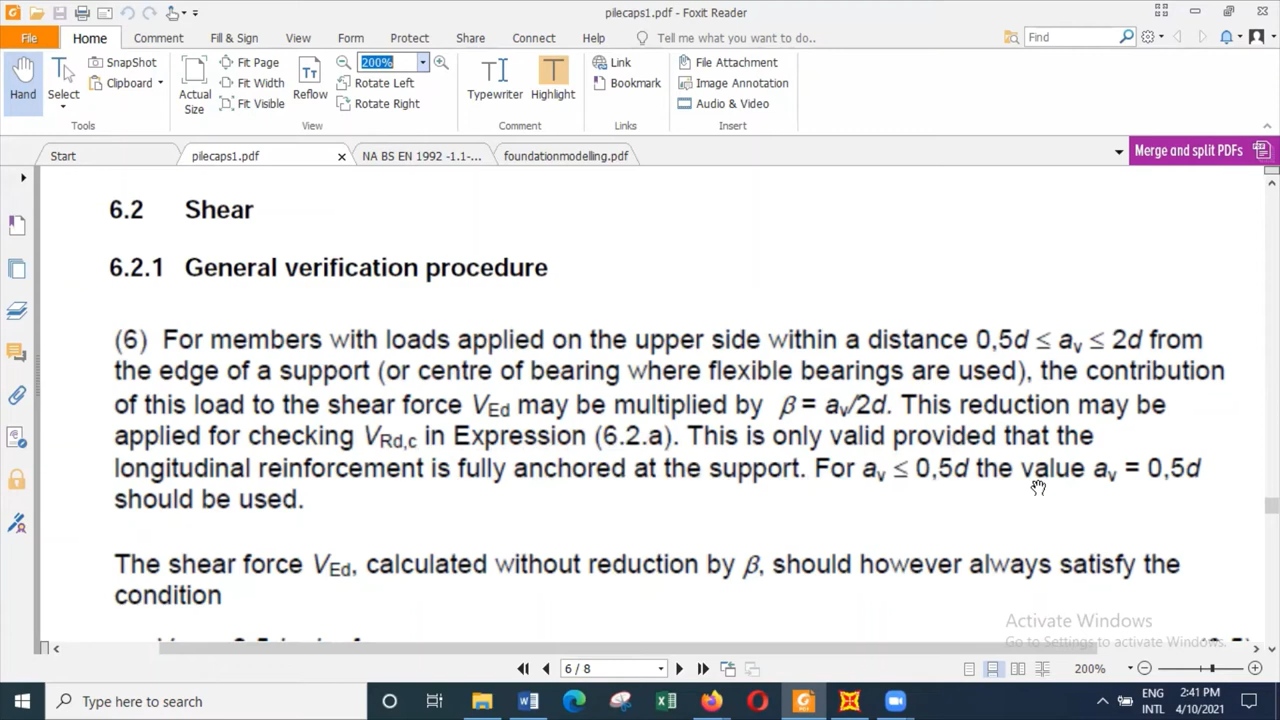 pilecaps1.pdf - Foxit Reader
File Home Comment Fill & Sign View Form Protect Share Connect Help Tell me what you want to do.. Find
Hand
Select
SnapShot
Clipboard
Actual Size
Fit Page
Fit Width
Fit Visible
Reflow
200%
Rotate Left
Rotate Right
Typewriter
Highlight
Link
Bookmark
File Attachment
Image Annotation
Audio & Video
Tools View Comment Links Insert
Start pilecaps1.pdf NA BS EN 1992 -1.1-... foundationmodelling.pdf Merge and split PDFs
6.2 Shear
6.2.1 General verification procedure
(6) For members with loads applied on the upper side within a distance 0,5d ≤ av ≤ 2d from
the edge of a support (or centre of bearing where flexible bearings are used), the contribution
of this load to the shear force VEd may be multiplied by β = av/2d. This reduction may be
applied for checking VRd,c in Expression (6.2.a). This is only valid provided that the
longitudinal reinforcement is fully anchored at the support. For av ≤ 0,5d the value av = 0,5d
should be used.
The shear force VEd, calculated without reduction by β, should however always satisfy the
condition
Activate Windows
Go to Settings to activate Windows.
6 / 8
200%
Type here to search
ENG
INTL
2:41 PM
4/10/2021